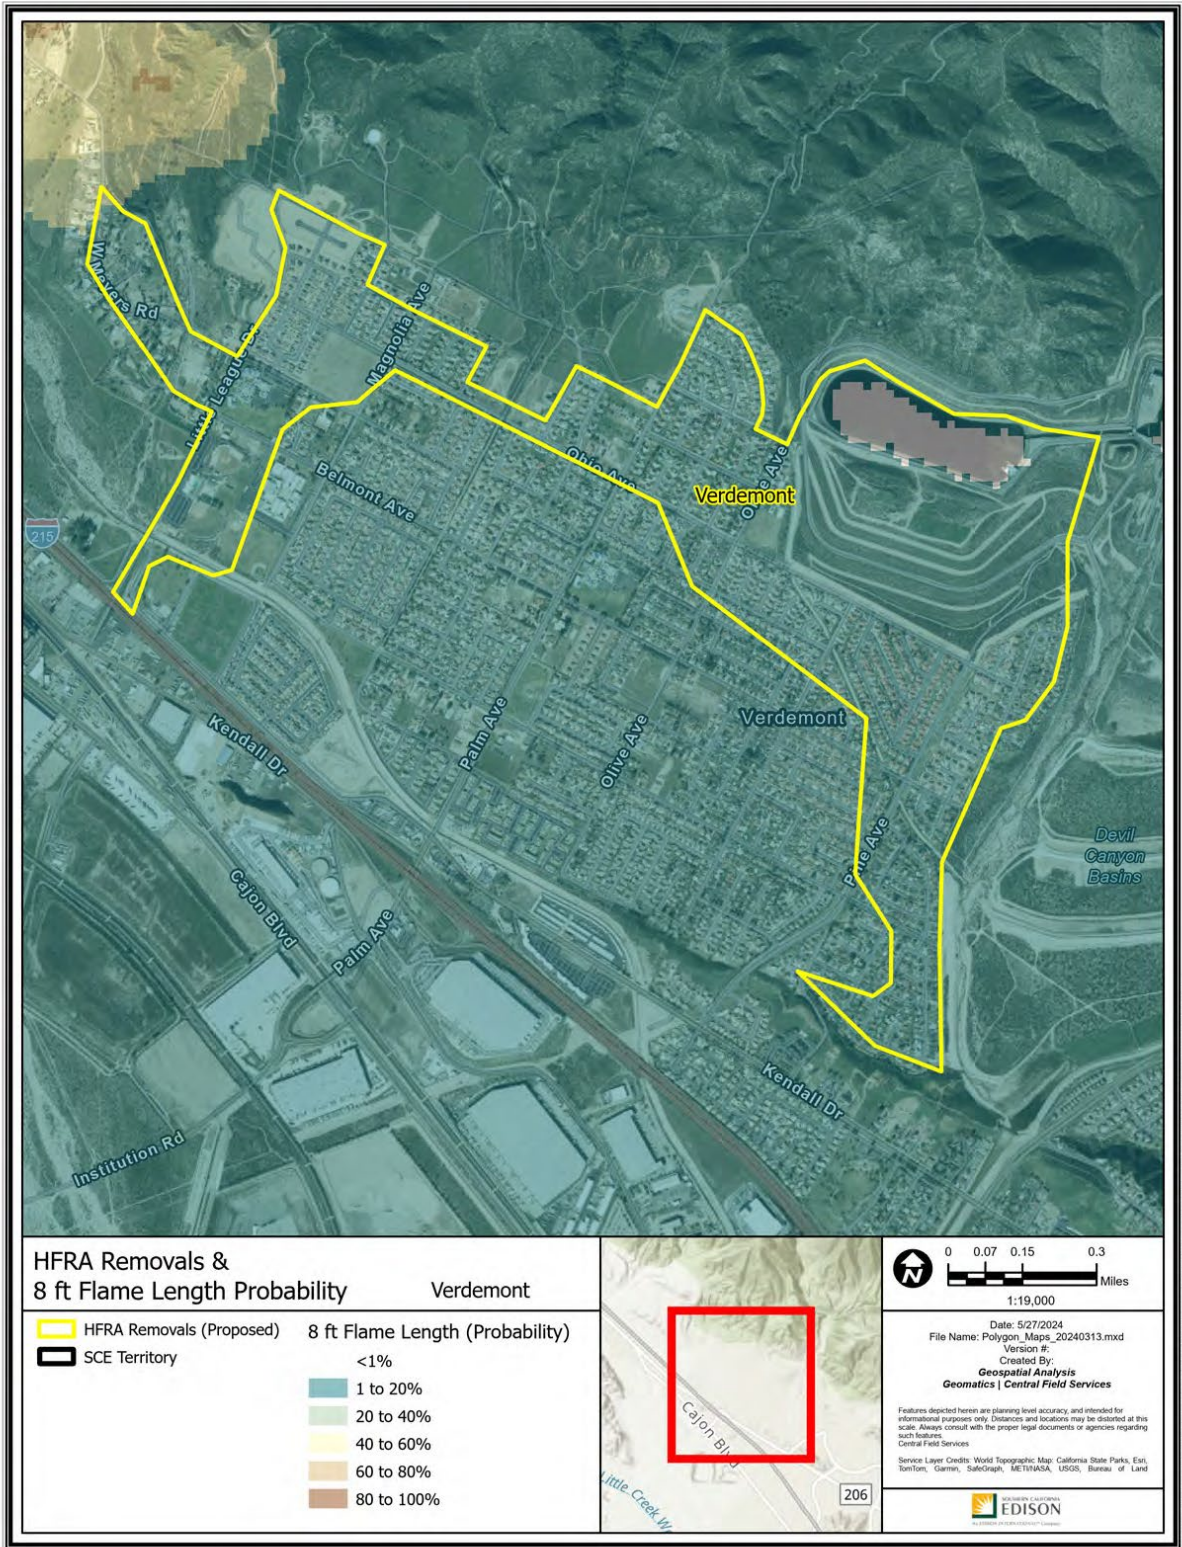 W Meyers Rd
Little League Dr
Magnolia Ave
Ohio Ave
Olive Ave
Verdemont
Belmont Ave
215
Palm Ave
Olive Ave
Verdemont
Kendall Dr
Pine Ave
Devil
Canyon
Basins
Cajon Blvd
Palm Ave
Kendall Dr
Institution Rd
HFRA Removals &
8 ft Flame Length Probability
Verdemont
HFRA Removals (Proposed)
SCE Territory
8 ft Flame Length (Probability)
<1%
1 to 20%
20 to 40%
40 to 60%
60 to 80%
80 to 100%
Cajon Blvd
Little Creek
206
N
0 0.07 0.15 0.3
Miles
1:19,000
Date: 5/27/2024
File Name: Polygon_Maps_20240313.mxd
Version #:
Created By:
Geospatial Analysis
Geomatics | Central Field Services
Features depicted herein are planning level accuracy, and intended for
informational purposes only. Distances and locations may be distorted at this
scale. Always consult with the proper legal documents or agencies regarding
such features.
Central Field Services
Service Layer Credits: World Topographic Map: California State Parks, Esri,
TomTom, Garmin, SafeGraph, METI/NASA, USGS, Bureau of Land
SOUTHERN CALIFORNIA
EDISON
An EDISON INTERNATIONAL® Company